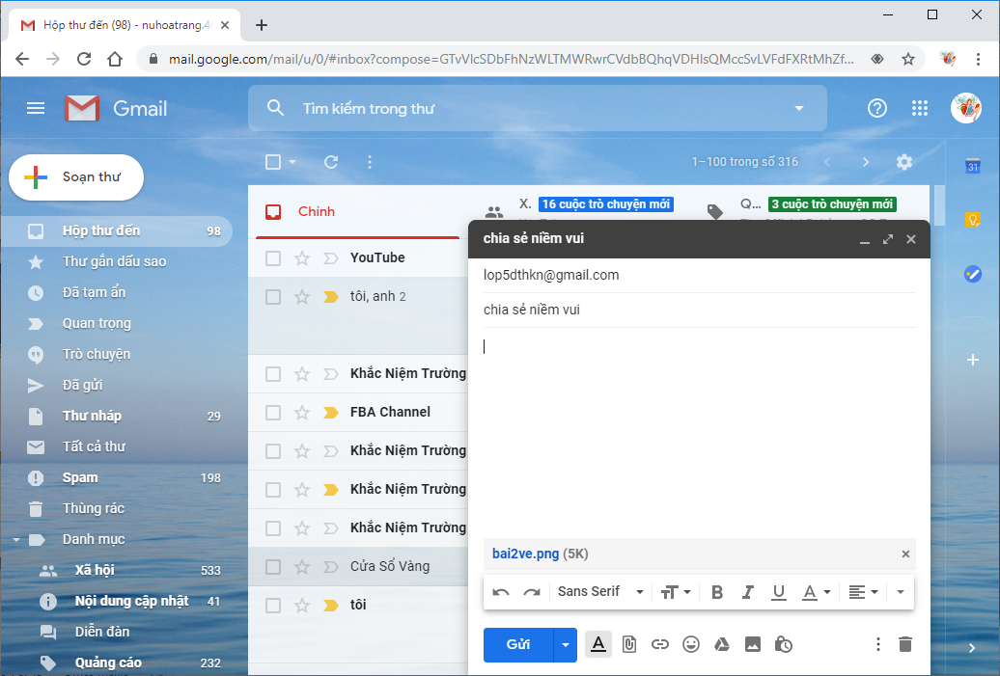 Hộp thư đến (98) - nuhoatrang.4
mail.google.com/mail/u/0/#inbox?compose=GTvVlcSDbFhNzWLTMWRwrCVdbBQhqVDHlsQMccSvLVFdFXRtMhZf...
Gmail
Tìm kiếm trong thư
Soạn thư
1–100 trong số 316
31
Hộp thư đến 98
Thư gắn dấu sao
Đã tạm ẩn
Quan trọng
Trò chuyện
Đã gửi
Thư nháp 29
Tất cả thư
Spam 198
Thùng rác
Danh mục
Xã hội 533
Nội dung cập nhật 41
Diễn đàn
Quảng cáo 232
Chính
X. 16 cuộc trò chuyện mới
Q... 3 cuộc trò chuyện mới
YouTube
tôi, anh 2
Khắc Niệm Trường
FBA Channel
Khắc Niệm Trường
Khắc Niệm Trường
Khắc Niệm Trường
Cửa Sổ Vàng
tôi
chia sẻ niềm vui
lop5dthkn@gmail.com
chia sẻ niềm vui
bai2ve.png (5K)
Sans Serif
B I U A
Gửi
A